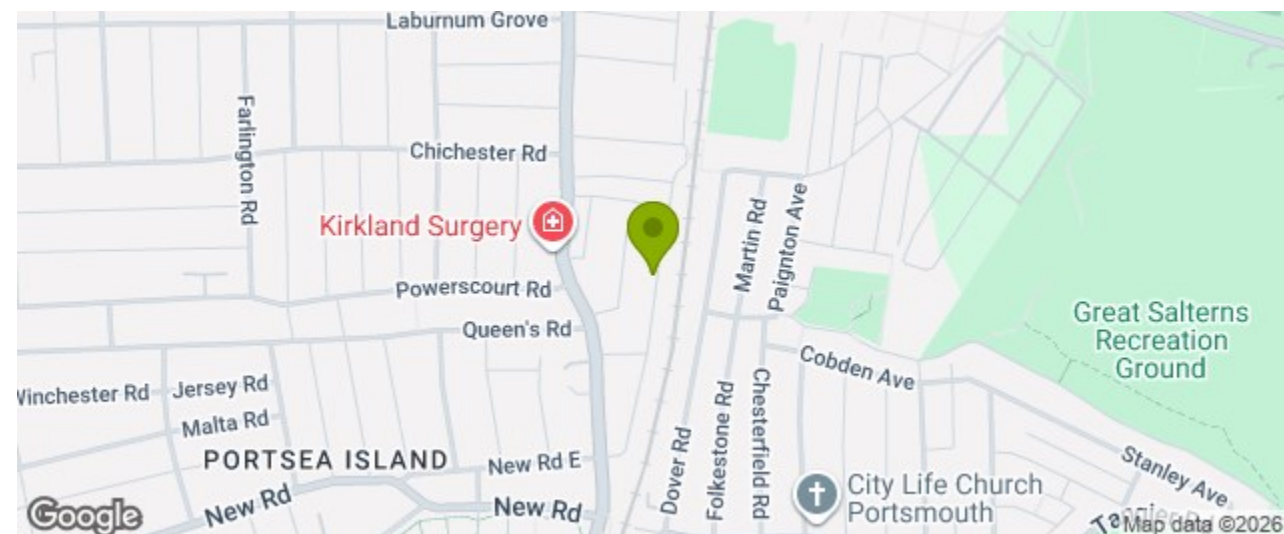 Laburnum Grove
Farlington Rd
Chichester Rd
Kirkland Surgery
Martin Rd
Paignton Ave
Powerscourt Rd
Queen's Rd
Great Salterns
Recreation
Ground
Cobden Ave
Winchester Rd
Jersey Rd
Malta Rd
Folkestone Rd
Chesterfield Rd
Dover Rd
PORTSEA ISLAND
New Rd E
Stanley Ave
New Rd
New Rd
City Life Church
Portsmouth
Google
Map data ©2026